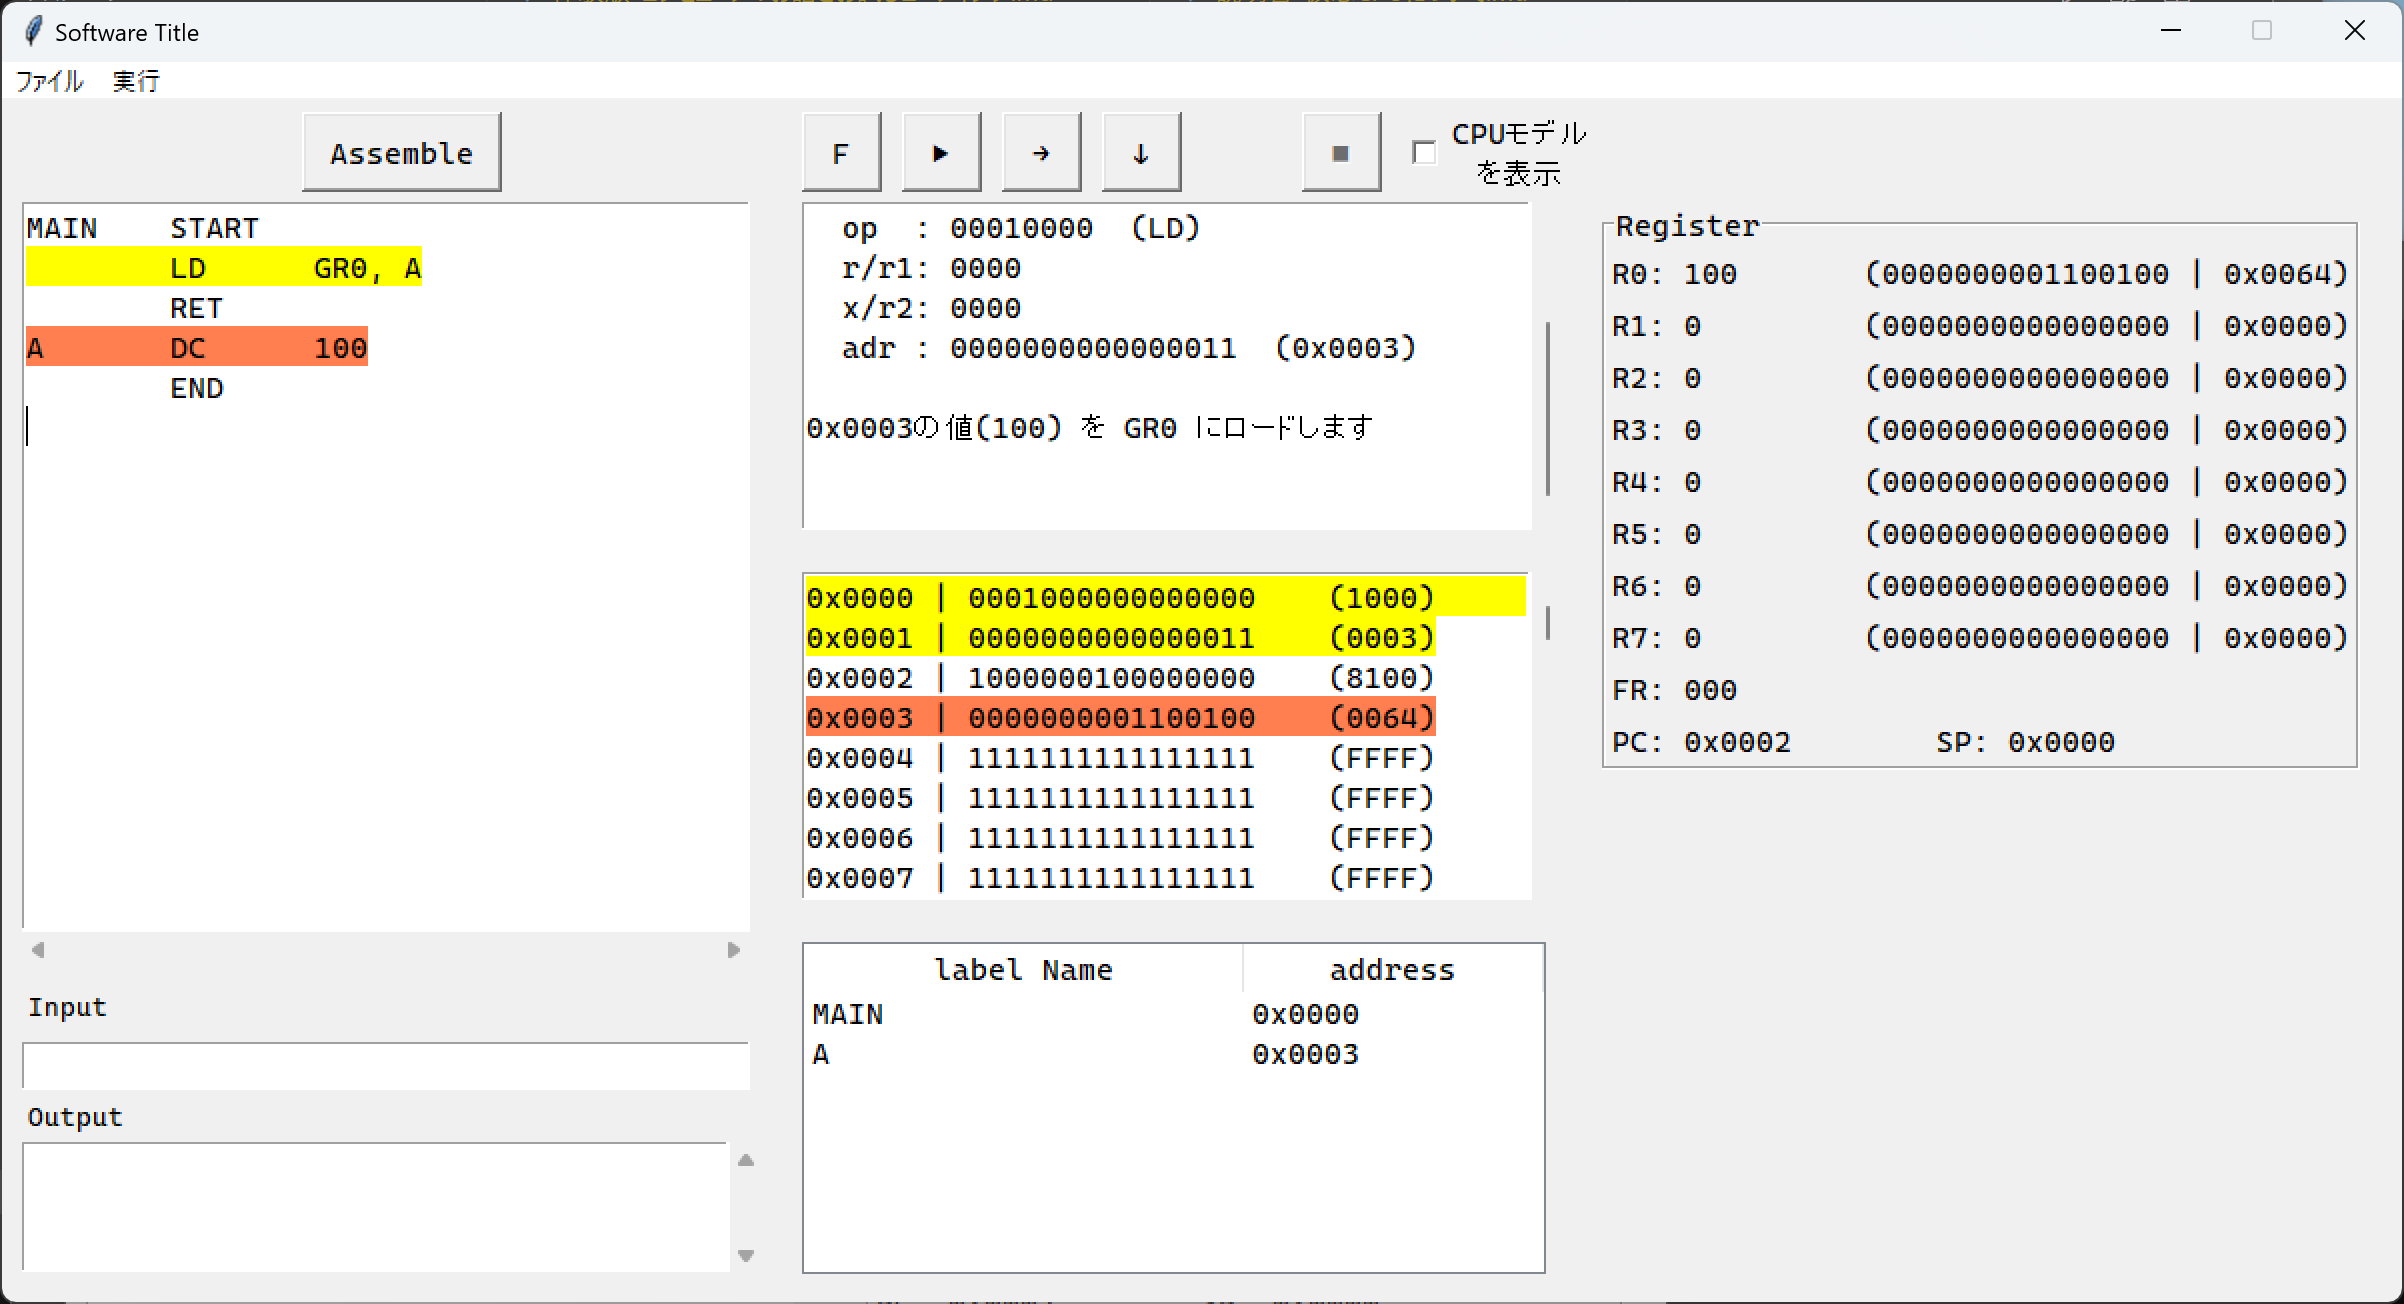 Software Title
ファイル 実行
Assemble
F ▶ → ↓ ■ CPUモデル
を表示
MAIN    START
        LD      GR0, A
        RET
A       DC      100
        END
Input
Output
op  : 00010000  (LD)
r/r1: 0000
x/r2: 0000
adr : 0000000000000011  (0x0003)
0x0003の値(100) を GR0 にロードします
0x0000 | 0001000000000000    (1000)
0x0001 | 0000000000000011    (0003)
0x0002 | 1000000100000000    (8100)
0x0003 | 0000000001100100    (0064)
0x0004 | 1111111111111111    (FFFF)
0x0005 | 1111111111111111    (FFFF)
0x0006 | 1111111111111111    (FFFF)
0x0007 | 1111111111111111    (FFFF)
label Name address
MAIN 0x0000
A 0x0003
Register
R0: 100 (0000000001100100 | 0x0064)
R1: 0 (0000000000000000 | 0x0000)
R2: 0 (0000000000000000 | 0x0000)
R3: 0 (0000000000000000 | 0x0000)
R4: 0 (0000000000000000 | 0x0000)
R5: 0 (0000000000000000 | 0x0000)
R6: 0 (0000000000000000 | 0x0000)
R7: 0 (0000000000000000 | 0x0000)
FR: 000
PC: 0x0002 SP: 0x0000